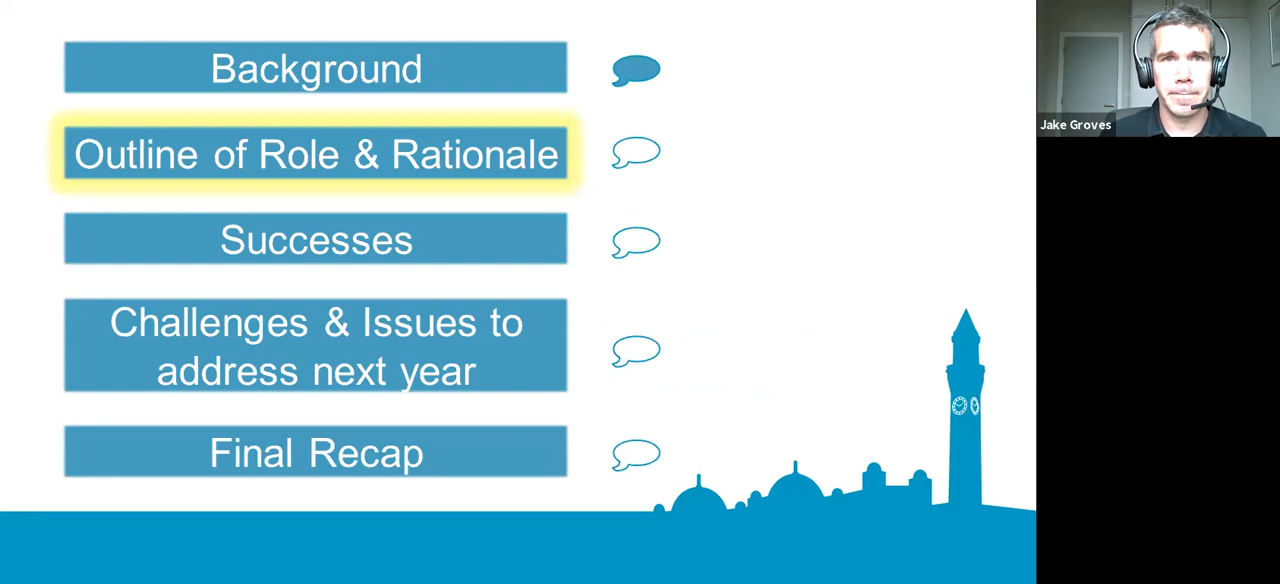 Background
Outline of Role & Rationale
Successes
Challenges & Issues to
address next year
Final Recap
Jake Groves